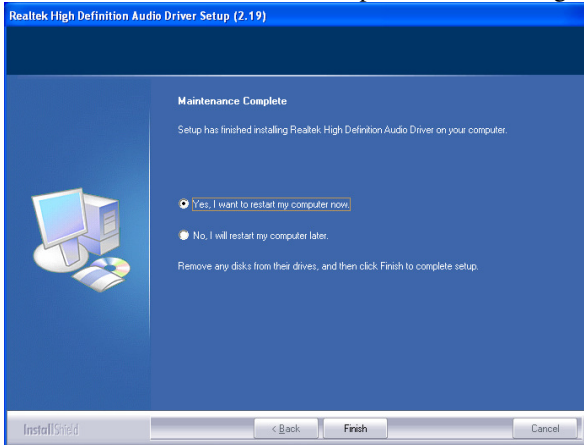 Realtek High Definition Audio Driver Setup (2.19)
Maintenance Complete
Setup has finished installing Realtek High Definition Audio Driver on your computer.
Yes, I want to restart my computer now.
No, I will restart my computer later.
Remove any disks from their drives, and then click Finish to complete setup.
InstallShield
< Back
Finish
Cancel